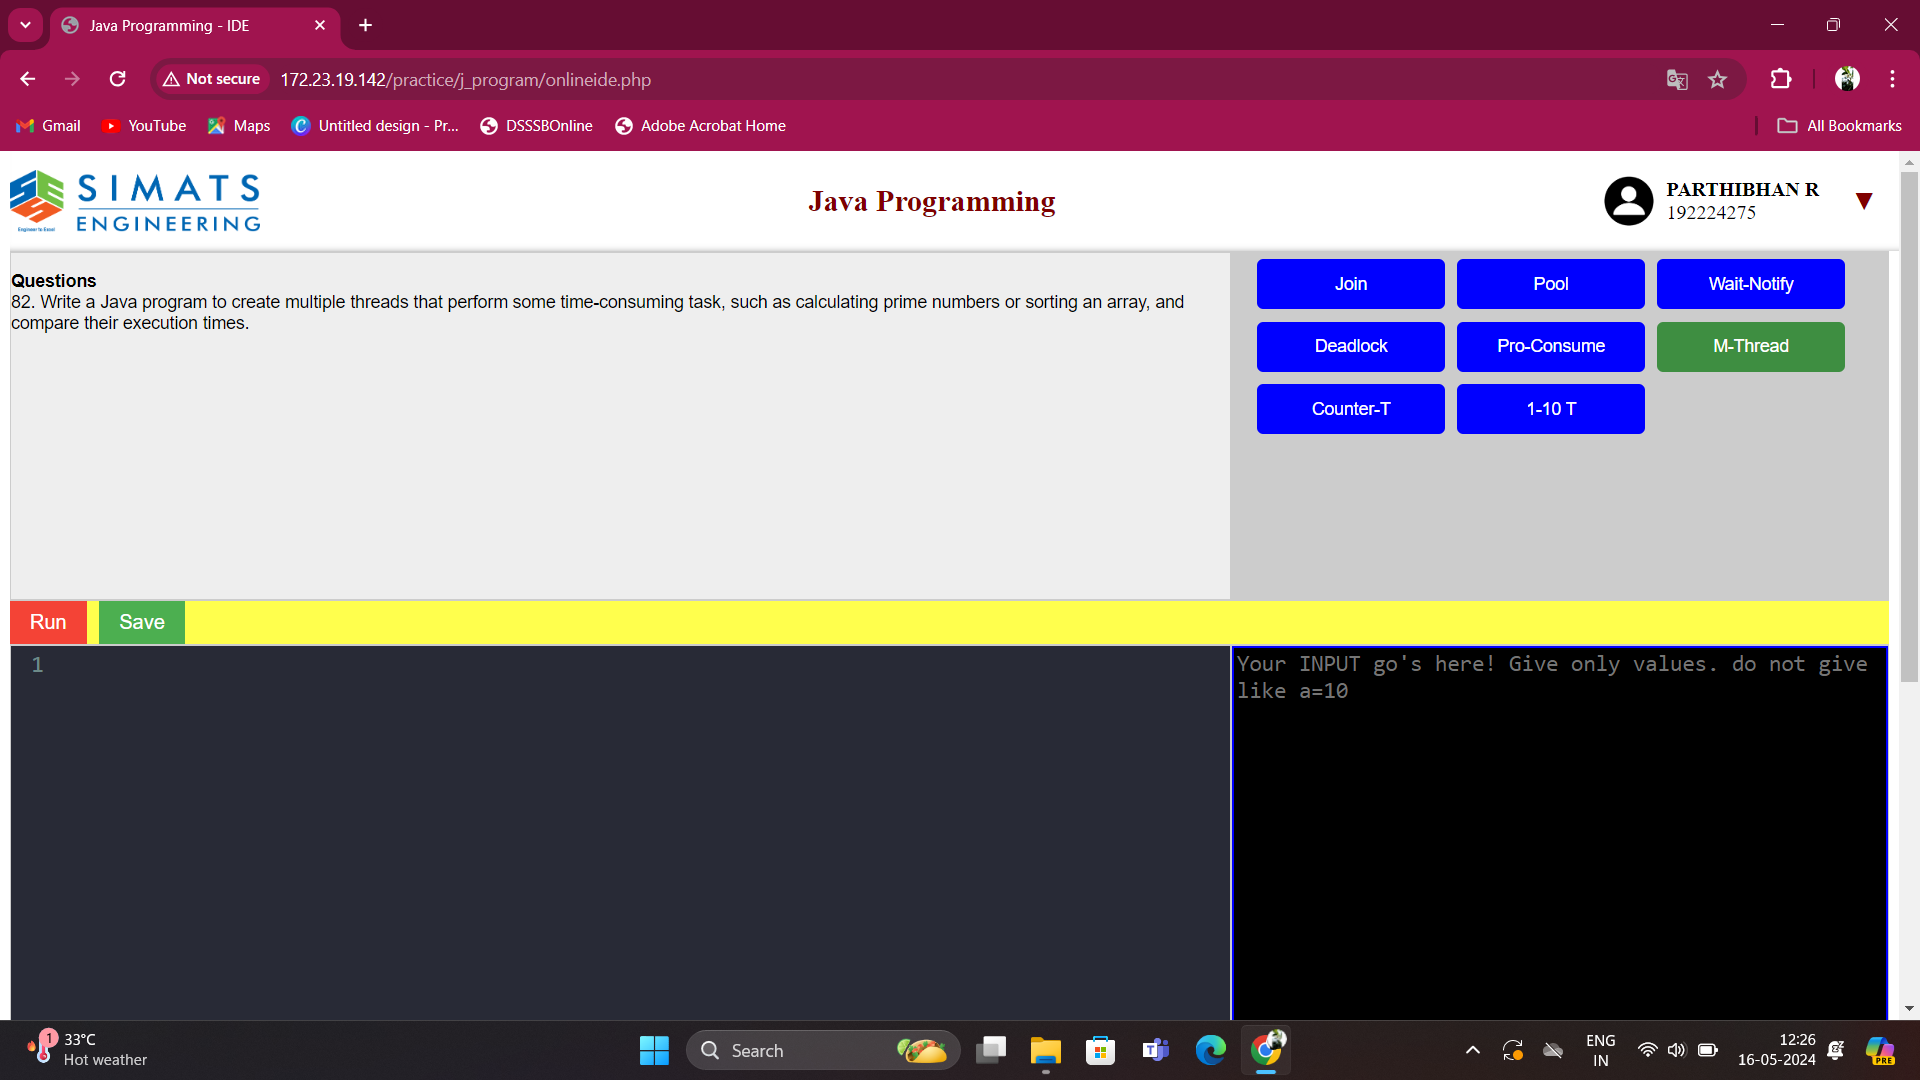 Java Programming - IDE
Not secure
172.23.19.142/practice/j_program/onlineide.php
Gmail
YouTube
Maps
Untitled design - Pr...
DSSSBOnline
Adobe Acrobat Home
All Bookmarks
SIMATS
ENGINEERING
Engineer to Excel
Java Programming
PARTHIBHAN R
192224275
Questions
82. Write a Java program to create multiple threads that perform some time-consuming task, such as calculating prime numbers or sorting an array, and
compare their execution times.
Join
Pool
Wait-Notify
Deadlock
Pro-Consume
M-Thread
Counter-T
1-10 T
Run
Save
1
Your INPUT go's here! Give only values. do not give
like a=10
1
33°C
Hot weather
Search
ENG
IN
12:26
16-05-2024
PRE